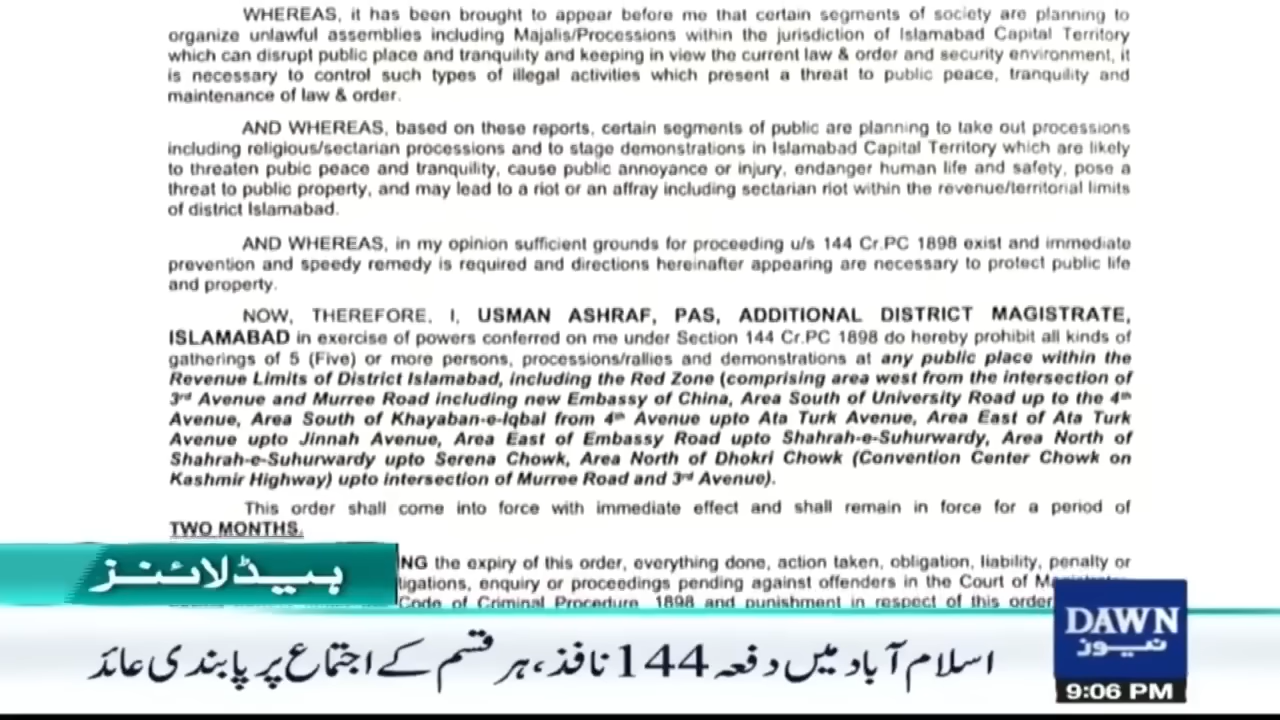 WHEREAS, it has been brought to appear before me that certain segments of society are planning to
organize unlawful assemblies including Majalis/Processions within the jurisdiction of Islamabad Capital Territory
which can disrupt public place and tranquility and keeping in view the current law & order and security environment, it
is necessary to control such types of illegal activities which present a threat to public peace, tranquility and
maintenance of law & order.
AND WHEREAS, based on these reports, certain segments of public are planning to take out processions
including religious/sectarian processions and to stage demonstrations in Islamabad Capital Territory which are likely
to threaten pubic peace and tranquility, cause public annoyance or injury, endanger human life and safety, pose a
threat to public property, and may lead to a riot or an affray including sectarian riot within the revenue/territorial limits
of district Islamabad.
AND WHEREAS, in my opinion sufficient grounds for proceeding u/s 144 Cr.PC 1898 exist and immediate
prevention and speedy remedy is required and directions hereinafter appearing are necessary to protect public life
and property.
NOW, THEREFORE, I, USMAN ASHRAF, PAS, ADDITIONAL DISTRICT MAGISTRATE,
ISLAMABAD in exercise of powers conferred on me under Section 144 Cr.PC 1898 do hereby prohibit all kinds of
gatherings of 5 (Five) or more persons, processions/rallies and demonstrations at any public place within the
Revenue Limits of District Islamabad, including the Red Zone (comprising area west from the intersection of
3rd Avenue and Murree Road including new Embassy of China, Area South of University Road up to the 4th
Avenue, Area South of Khayaban-e-Iqbal from 4th Avenue upto Ata Turk Avenue, Area East of Ata Turk
Avenue upto Jinnah Avenue, Area East of Embassy Road upto Shahrah-e-Suhurwardy, Area North of
Shahrah-e-Suhurwardy upto Serena Chowk, Area North of Dhokri Chowk (Convention Center Chowk on
Kashmir Highway) upto intersection of Murree Road and 3rd Avenue).
This order shall come into force with immediate effect and shall remain in force for a period of
TWO MONTHS.
NG the expiry of this order, everything done, action taken, obligation, liability, penalty or
ligations, enquiry or proceedings pending against offenders in the Court of
Code of Criminal Procedure, 1898 and punishment in respect of this order
ہیڈلائنز
اسلام آباد میں دفعہ 144 نافذ، ہر قسم کے اجتماع پر پابندی عائد
DAWN
نیوز
9:06 PM